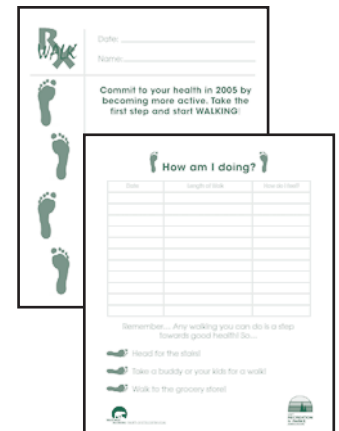 Rx
WALK
Date:
Name:
Commit to your health in 2005 by
becoming more active. Take the
first step and start WALKING!
How am I doing?
Date Length of Walk How do I feel?
Remember... Any walking you can do is a step
towards good health! So...
Head for the stairs!
Take a buddy or your kids for a walk!
Walk to the grocery store!
RECREATION
& PARKS